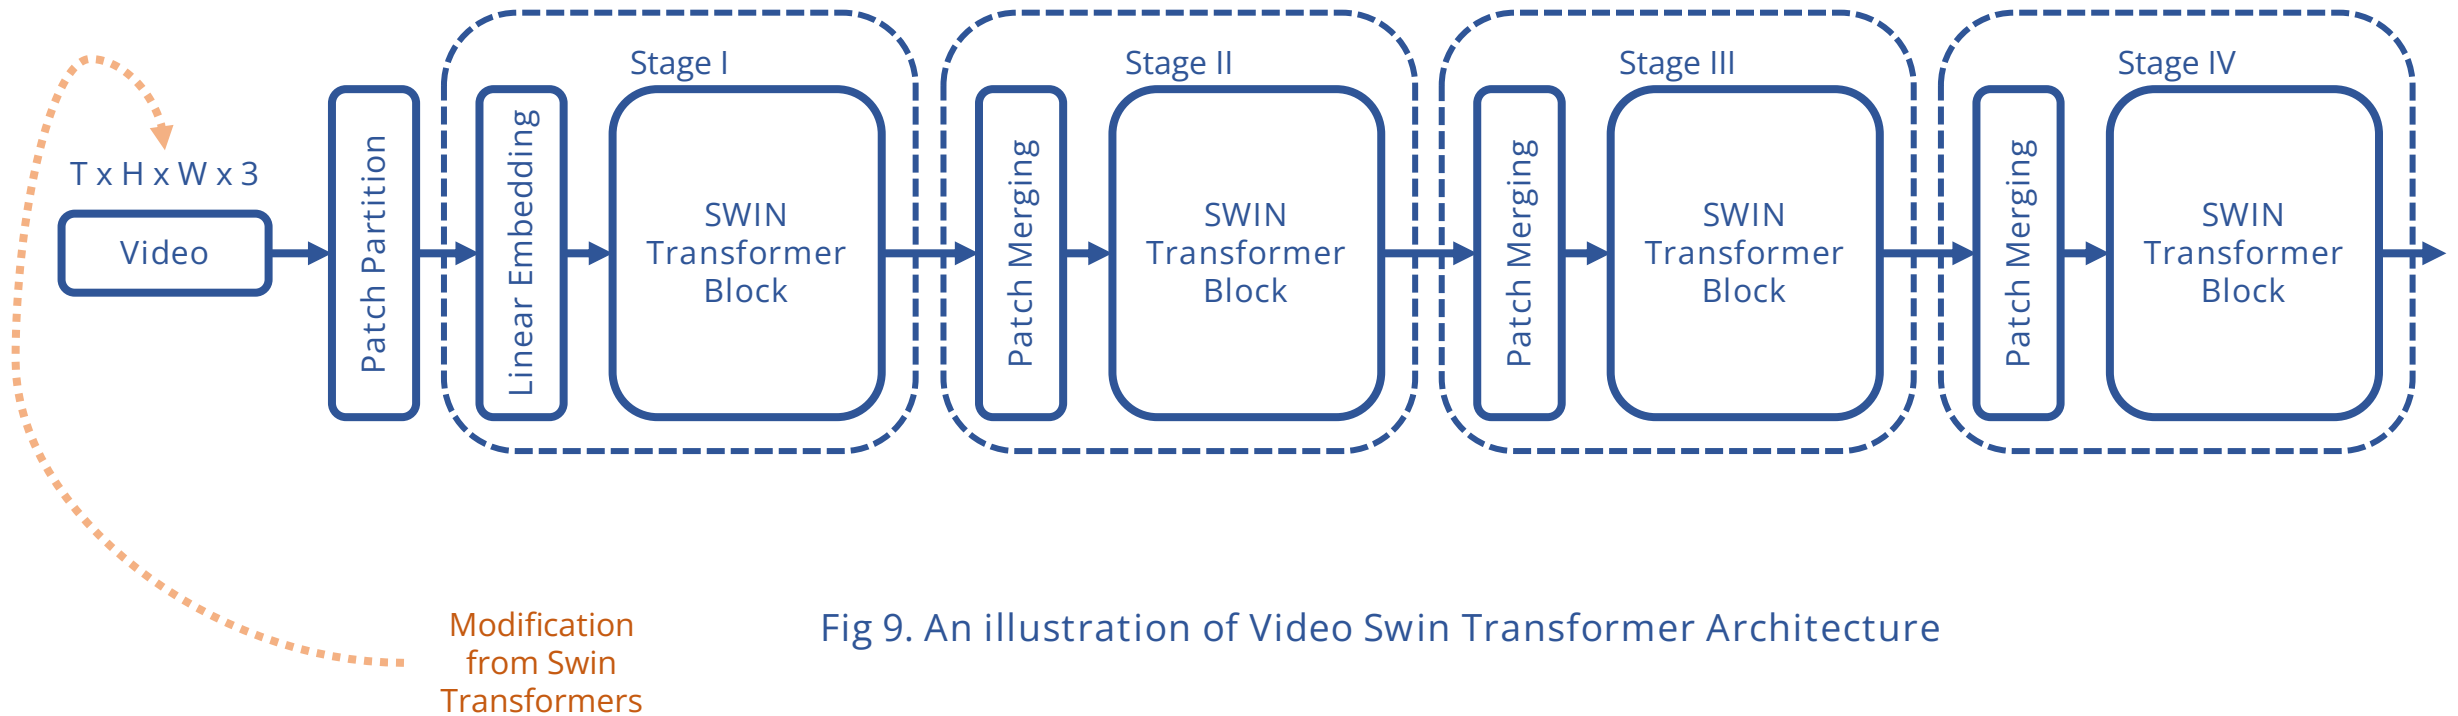 T x H x W x 3
Video
Patch Partition
Stage I
Linear Embedding
SWIN
Transformer
Block
Stage II
Patch Merging
SWIN
Transformer
Block
Stage III
Patch Merging
SWIN
Transformer
Block
Stage IV
Patch Merging
SWIN
Transformer
Block
Modification
from Swin
Transformers
Fig 9. An illustration of Video Swin Transformer Architecture